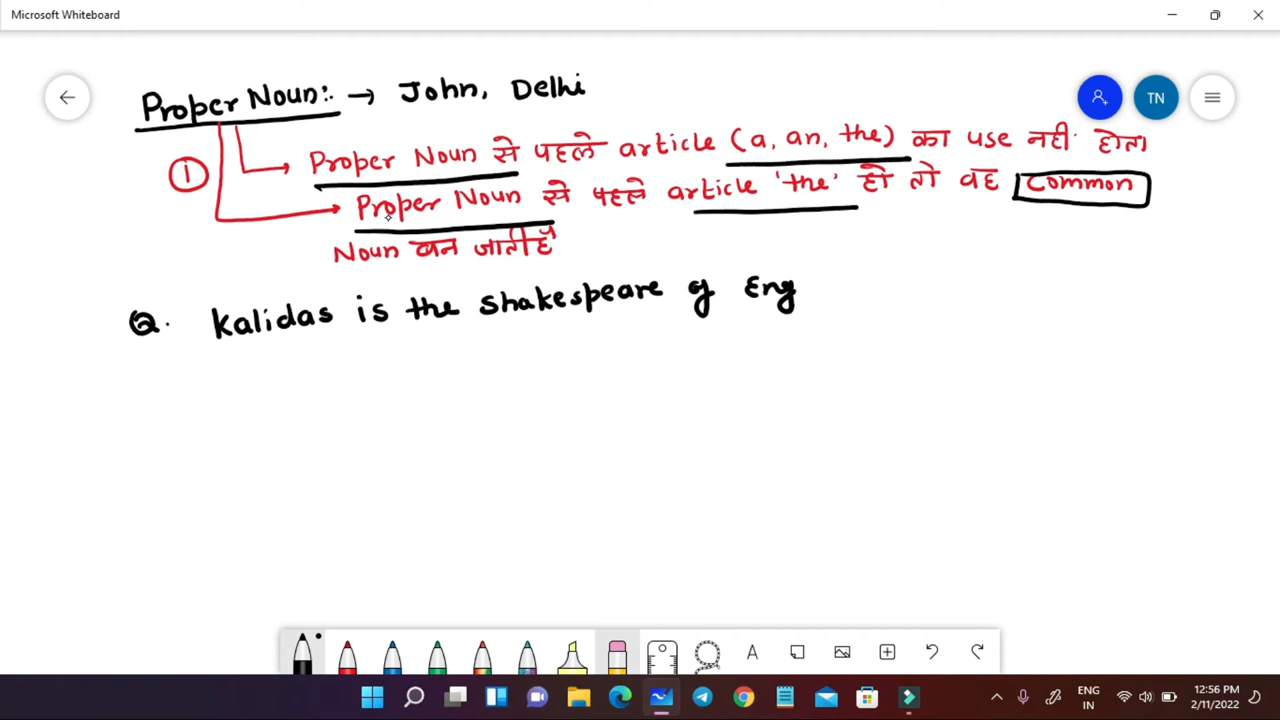 Microsoft Whiteboard
Proper Noun:- → John, Delhi
TN
① Proper Noun से पहले article (a, an, the) का use नही होता
Proper Noun से पहले article 'the' हो तो वह Common
Noun बन जाती है
Q. Kalidas is the Shakespeare of Eng
ENG
IN
12:56 PM
2/11/2022